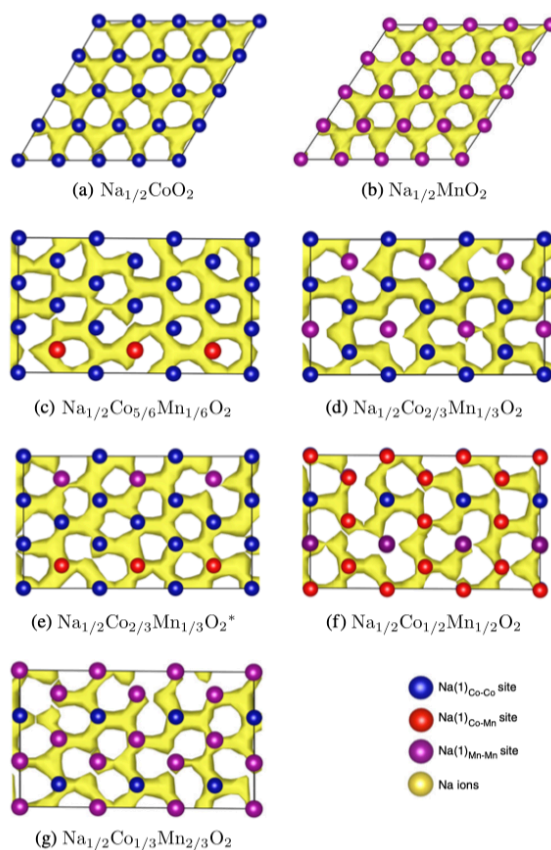 (a) Na1/2CoO2
(b) Na1/2MnO2
(c) Na1/2Co5/6Mn1/6O2
(d) Na1/2Co2/3Mn1/3O2
(e) Na1/2Co2/3Mn1/3O2*
(f) Na1/2Co1/2Mn1/2O2
Na(1)Co-Co site
Na(1)Co-Mn site
Na(1)Mn-Mn site
Na ions
(g) Na1/2Co1/3Mn2/3O2